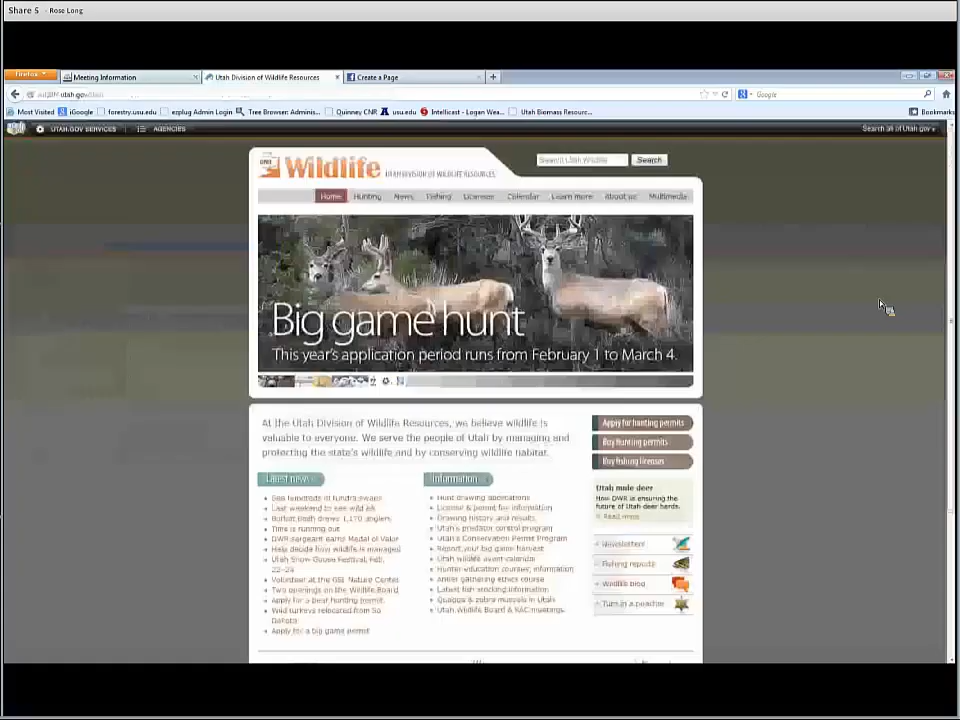 Share 5 - Rose Long
Firefox
Meeting Information
Utah Division of Wildlife Resources
Create a Page
Google
Most Visited
iGoogle
forestry.usu.edu
ezplug Admin Login
Tree Browser Adminis...
Quinney CNR
usu.edu
Intellicast - Logan Wea...
Utah Biomass Resourc...
Bookmarks
UTAH.GOV SERVICES
AGENCIES
Search all of Utah.gov »
Wildlife
UTAH DIVISION OF WILDLIFE RESOURCES
Search Utah Wildlife
Search
Home
Hunting
News
Fishing
Licenses
Calendar
Learn more
About us
Multimedia
Big game hunt
This year's application period runs from February 1 to March 4.
At the Utah Division of Wildlife Resources, we believe wildlife is
valuable to everyone. We serve the people of Utah by managing and
protecting the state's wildlife and by conserving wildlife habitat.
Latest news
See hundreds of tundra swans
Last weekend to see wild elk
Burbot Bash draws 1,170 anglers
Time is running out
DWR sergeant earns Medal of Valor
Help decide how wildlife is managed
Utah Snow Goose Festival, Feb.
22–24
Volunteer at the GSL Nature Center
Two openings on the Wildlife Board
Apply for a bear hunting permit
Wild turkeys relocated from So
Dakota
Apply for a big game permit
Information
Hunt drawing applications
License & permit fee information
Drawing history and results
Utah's predator control program
Utah's Conservation Permit Program
Report your big game harvest
Utah wildlife event calendar
Hunter education courses, information
Antler gathering ethics course
Latest fish stocking information
Quagga & zebra mussels in Utah
Utah Wildlife Board & RAC meetings
Apply for hunting permits
Buy hunting permits
Buy fishing licenses
Utah mule deer
How DWR is ensuring the
future of Utah deer herds.
» Read more
Newsletters
Fishing reports
Wildlife blog
Turn in a poacher